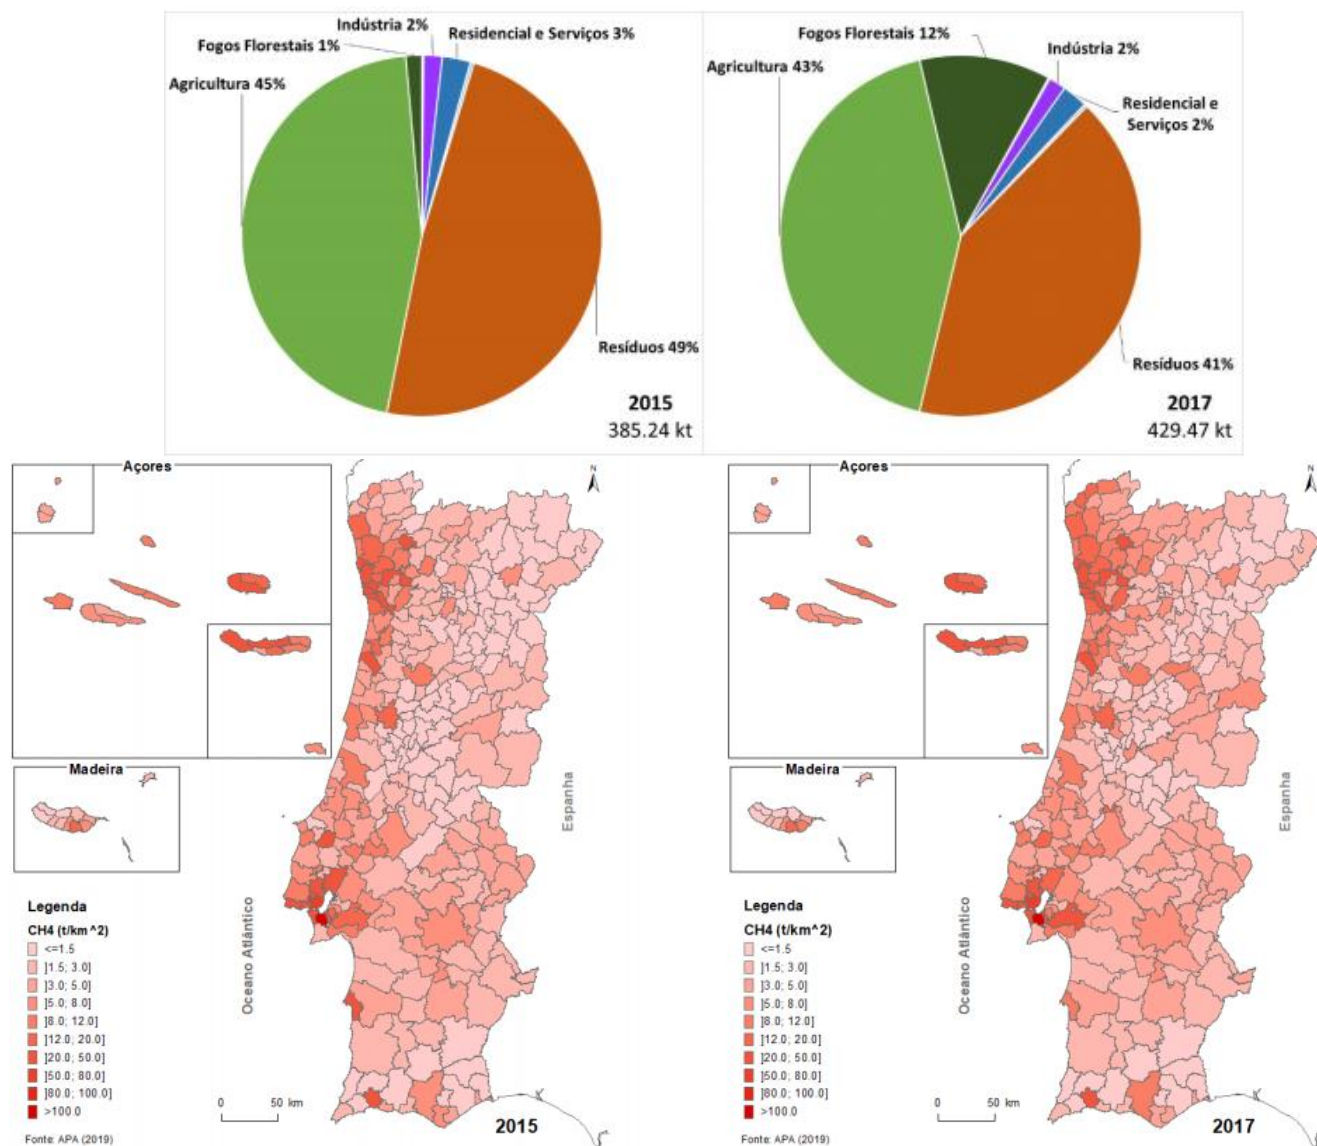 Indústria 2%
Fogos Florestais 1%
Residencial e Serviços 3%
Agricultura 45%
Resíduos 49%
2015
385.24 kt
Fogos Florestais 12%
Indústria 2%
Agricultura 43%
Residencial e
Serviços 2%
Resíduos 41%
2017
429.47 kt
Açores
N
Madeira
Espanha
Oceano Atlântico
Legenda
CH4 (t/km^2)
<=1.5
]1.5; 3.0]
]3.0; 5.0]
]5.0; 8.0]
]8.0; 12.0]
]12.0; 20.0]
]20.0; 50.0]
]50.0; 80.0]
]80.0; 100.0]
>100.0
0 50 km
2015
Fonte: APA (2019)
Açores
N
Madeira
Espanha
Oceano Atlântico
Legenda
CH4 (t/km^2)
<=1.5
]1.5; 3.0]
]3.0; 5.0]
]5.0; 8.0]
]8.0; 12.0]
]12.0; 20.0]
]20.0; 50.0]
]50.0; 80.0]
]80.0; 100.0]
>100.0
0 50 km
2017
Fonte: APA (2019)